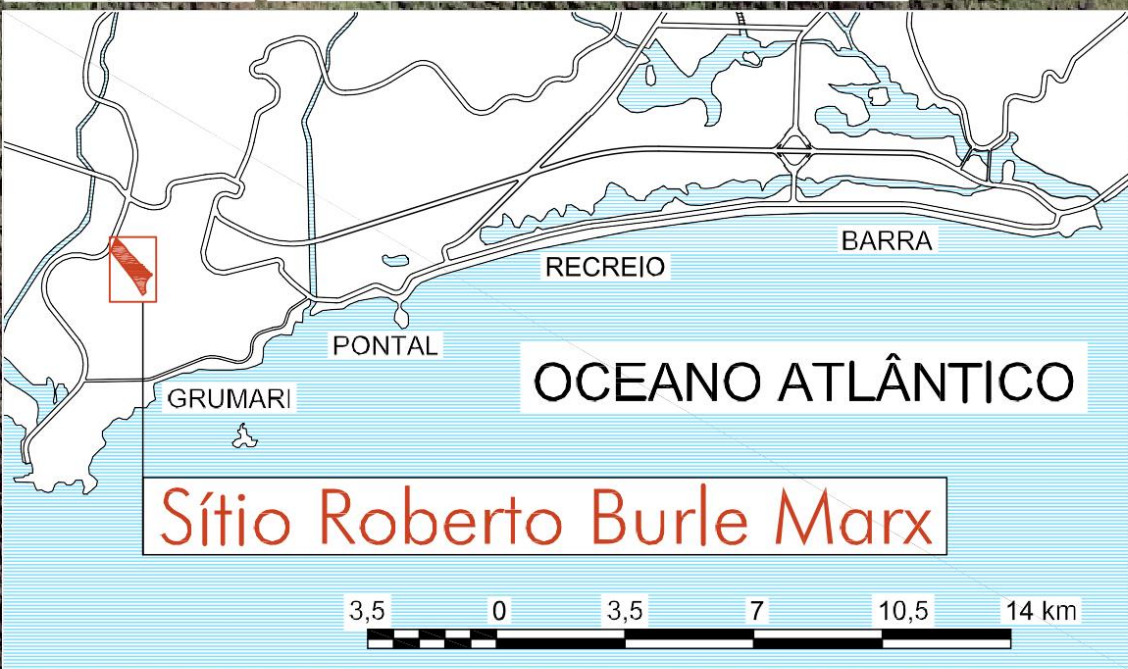 BARRA
RECREIO
PONTAL
OCEANO ATLÂNTICO
GRUMARI
Sítio Roberto Burle Marx
3,5 0 3,5 7 10,5 14 km